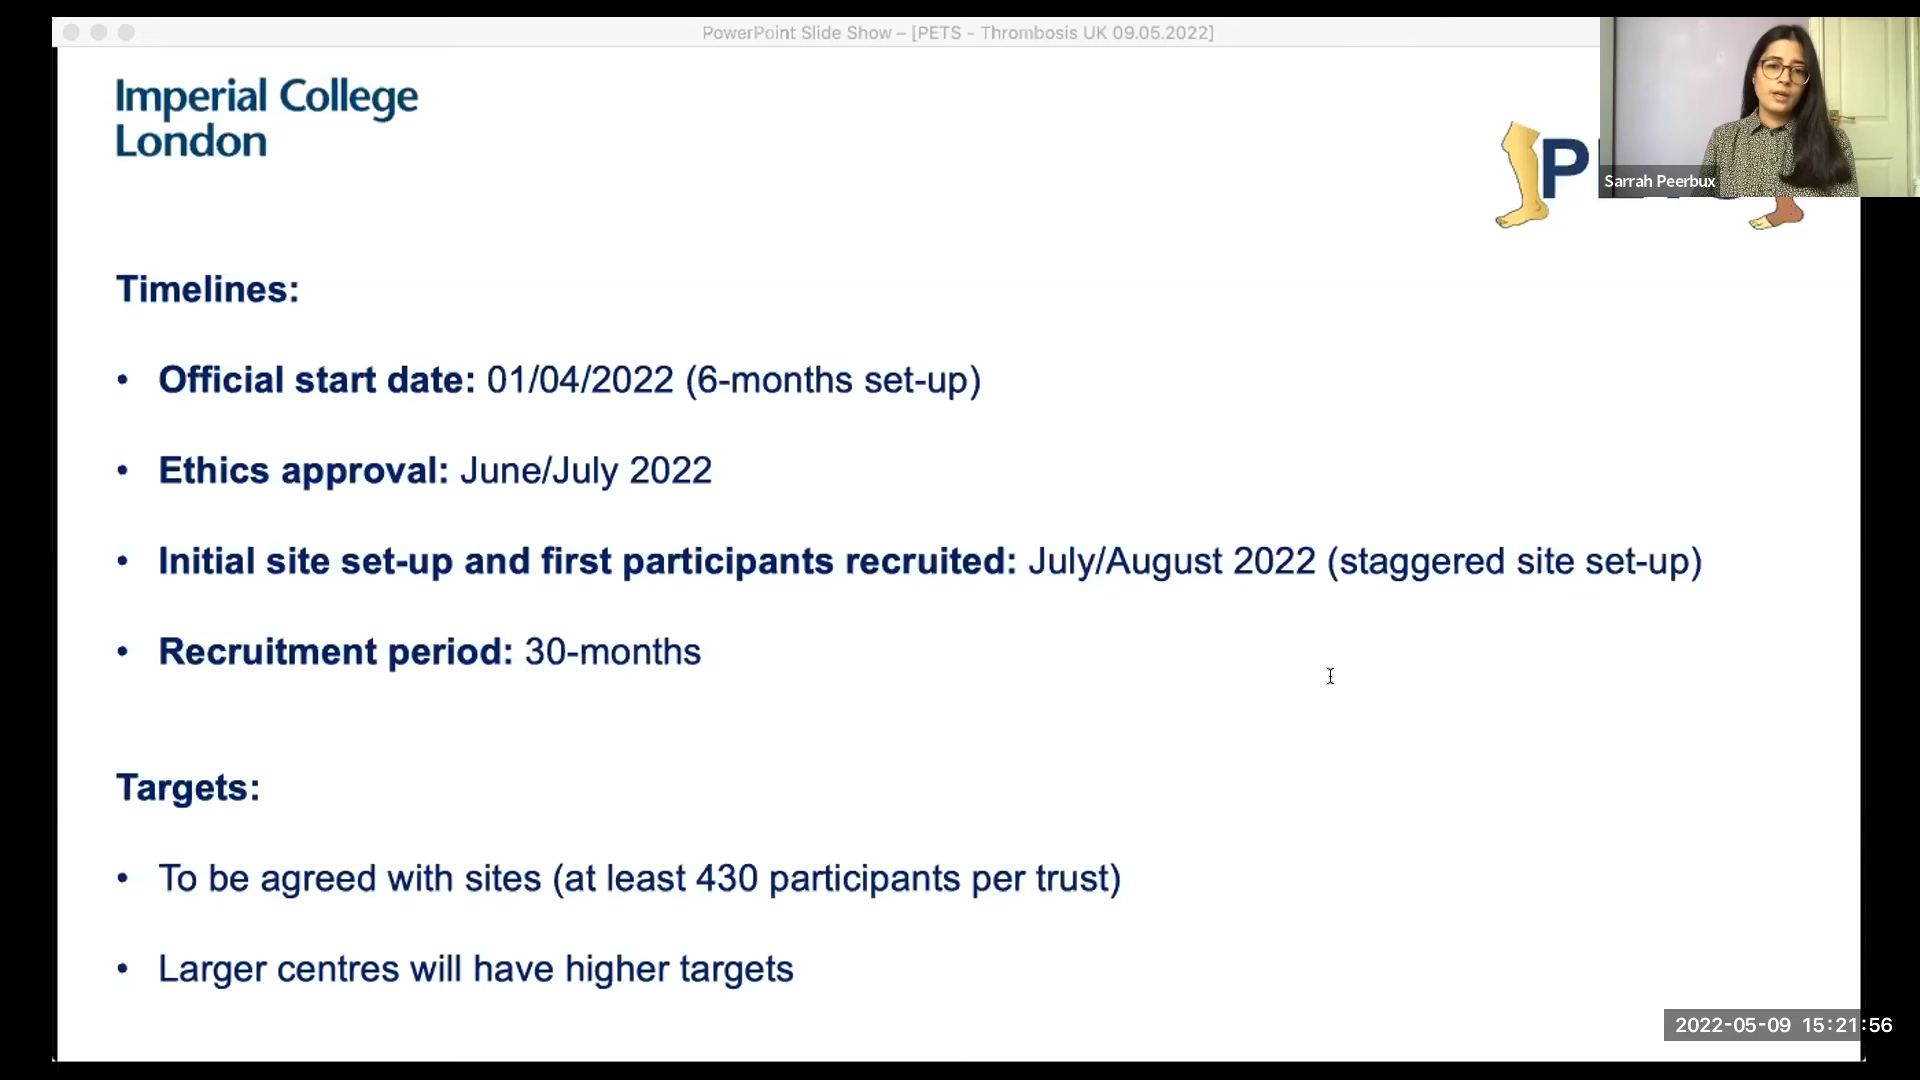 PowerPoint Slide Show – [PETS - Thrombosis UK 09.05.2022]
Imperial College
London
P
Sarrah Peerbux
Timelines:
• Official start date: 01/04/2022 (6-months set-up)
• Ethics approval: June/July 2022
• Initial site set-up and first participants recruited: July/August 2022 (staggered site set-up)
• Recruitment period: 30-months
Targets:
• To be agreed with sites (at least 430 participants per trust)
• Larger centres will have higher targets
2022-05-09 15:21:56